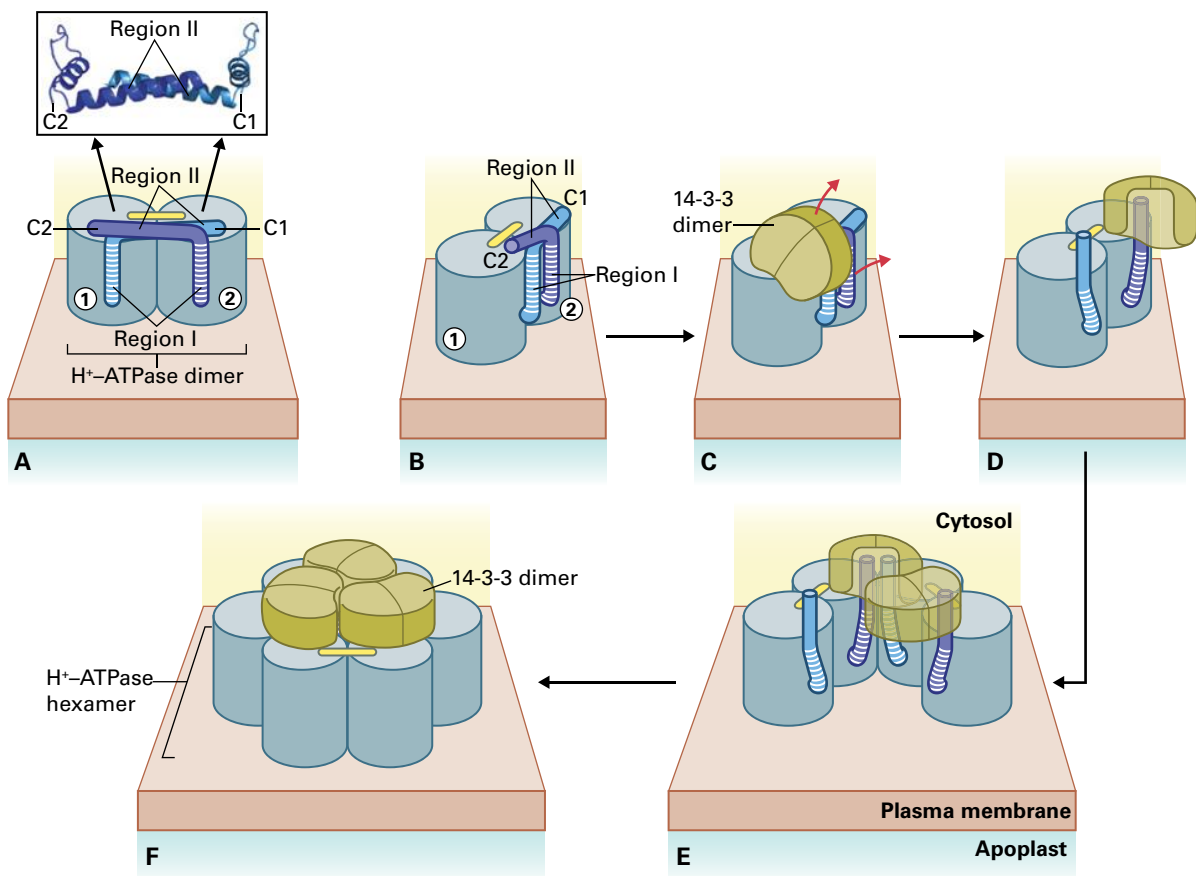 Region II
C2
C1
Region II
C2
C1
1
2
Region I
H⁺–ATPase dimer
A
Region II
C1
C2
Region I
2
1
B
14-3-3
dimer
C
D
Cytosol
14-3-3 dimer
H⁺–ATPase
hexamer
F
Plasma membrane
E
Apoplast